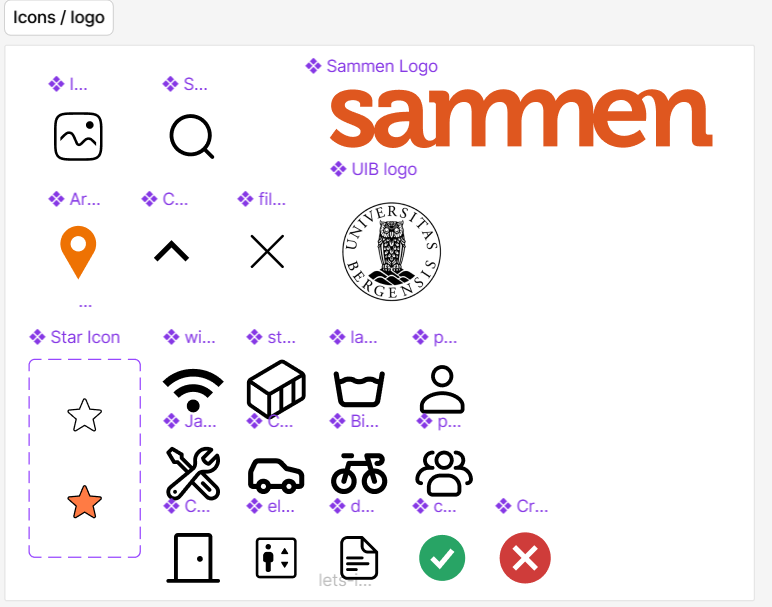 Icons / logo
Sammen Logo
I...
S...
sammen
UIB logo
Ar...
C...
fil...
UNIVERSITAS
BERGENSIS
...
Star Icon
wi...
st...
la...
p...
Ja...
C...
Bi...
p...
C...
el...
d...
c...
Cr...
lets-i...